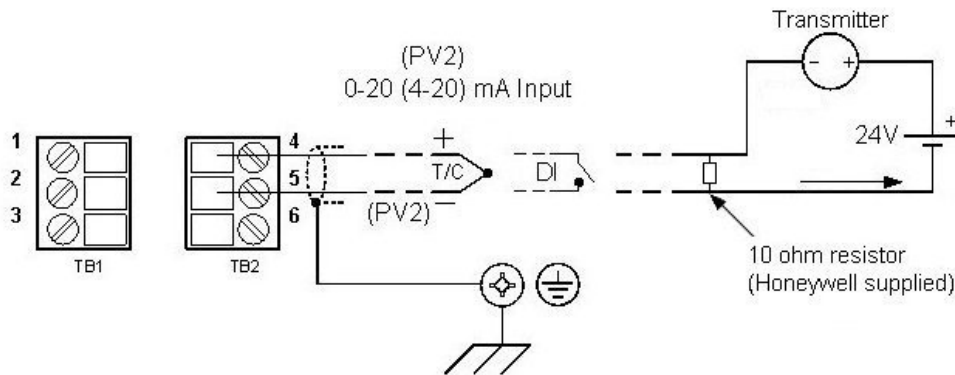 Transmitter
- +
(PV2)
0-20 (4-20) mA Input
24V
+
1
2
3
4
5
6
+
T/C
DI
(PV2)
−
TB1
TB2
10 ohm resistor
(Honeywell supplied)